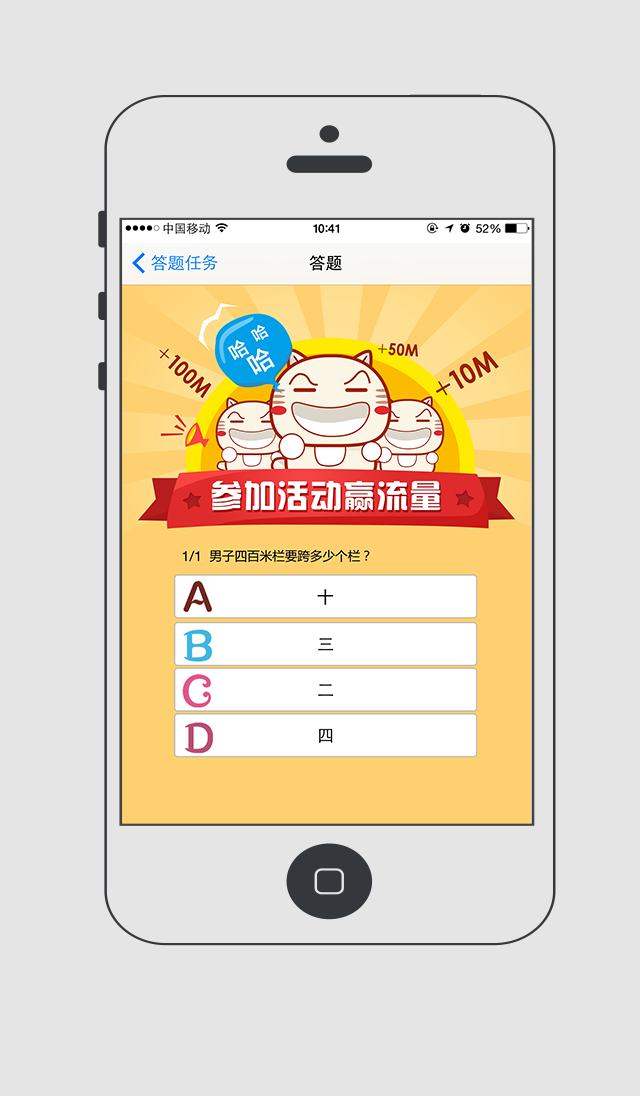 中国移动 10:41 52%
答题任务 答题
哈哈哈
+100M
+50M
+10M
参加活动赢流量
1/1 男子四百米栏要跨多少个栏？
A 十
B 三
C 二
D 四